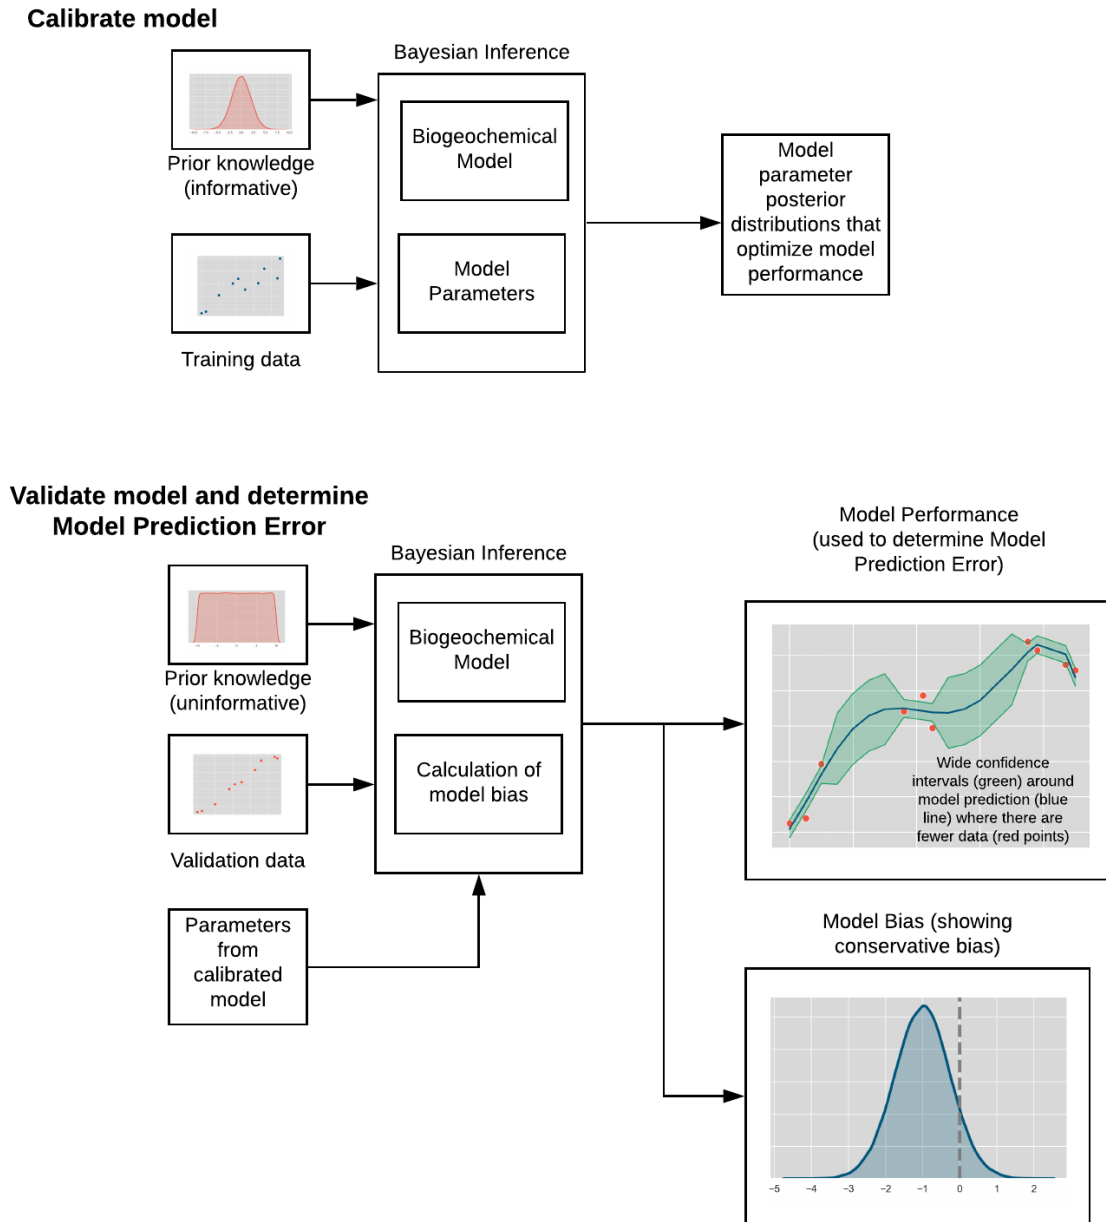 Calibrate model
Bayesian Inference
Prior knowledge
(informative)
Biogeochemical
Model
Training data
Model
Parameters
Model
parameter
posterior
distributions that
optimize model
performance
Validate model and determine
Model Prediction Error
Bayesian Inference
Prior knowledge
(uninformative)
Biogeochemical
Model
Validation data
Calculation of
model bias
Parameters
from
calibrated
model
Model Performance
(used to determine Model
Prediction Error)
Wide confidence
intervals (green) around
model prediction (blue
line) where there are
fewer data (red points)
Model Bias (showing
conservative bias)
−5 −4 −3 −2 −1 0 1 2